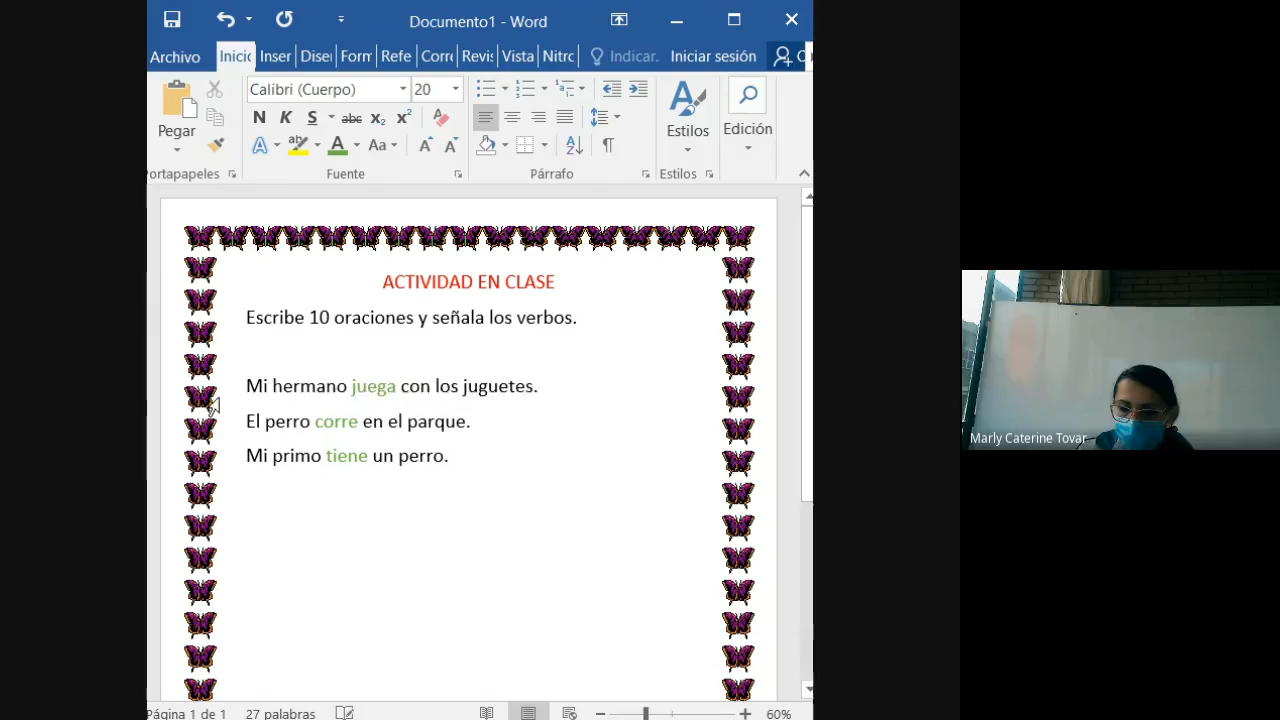 Documento1 - Word
Archivo Inicio Inser Diser Form Refe Corre Revis Vista Nitro Indicar. Iniciar sesión Co
Calibri (Cuerpo) 20
Pegar
N K S abc x₂ x² Aa
Estilos Edición
Portapapeles Fuente Párrafo Estilos
ACTIVIDAD EN CLASE
Escribe 10 oraciones y señala los verbos.
Mi hermano juega con los juguetes.
El perro corre en el parque.
Mi primo tiene un perro.
Marly Caterine Tovar
Página 1 de 1 27 palabras 60%